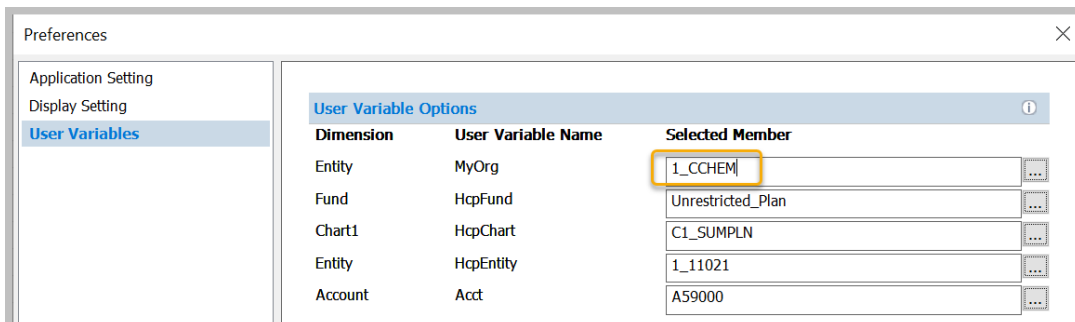 Preferences
Application Setting
Display Setting
User Variables
User Variable Options
Dimension User Variable Name Selected Member
Entity MyOrg 1_CCHEM ...
Fund HcpFund Unrestricted_Plan ...
Chart1 HcpChart C1_SUMPLN ...
Entity HcpEntity 1_11021 ...
Account Acct A59000 ...